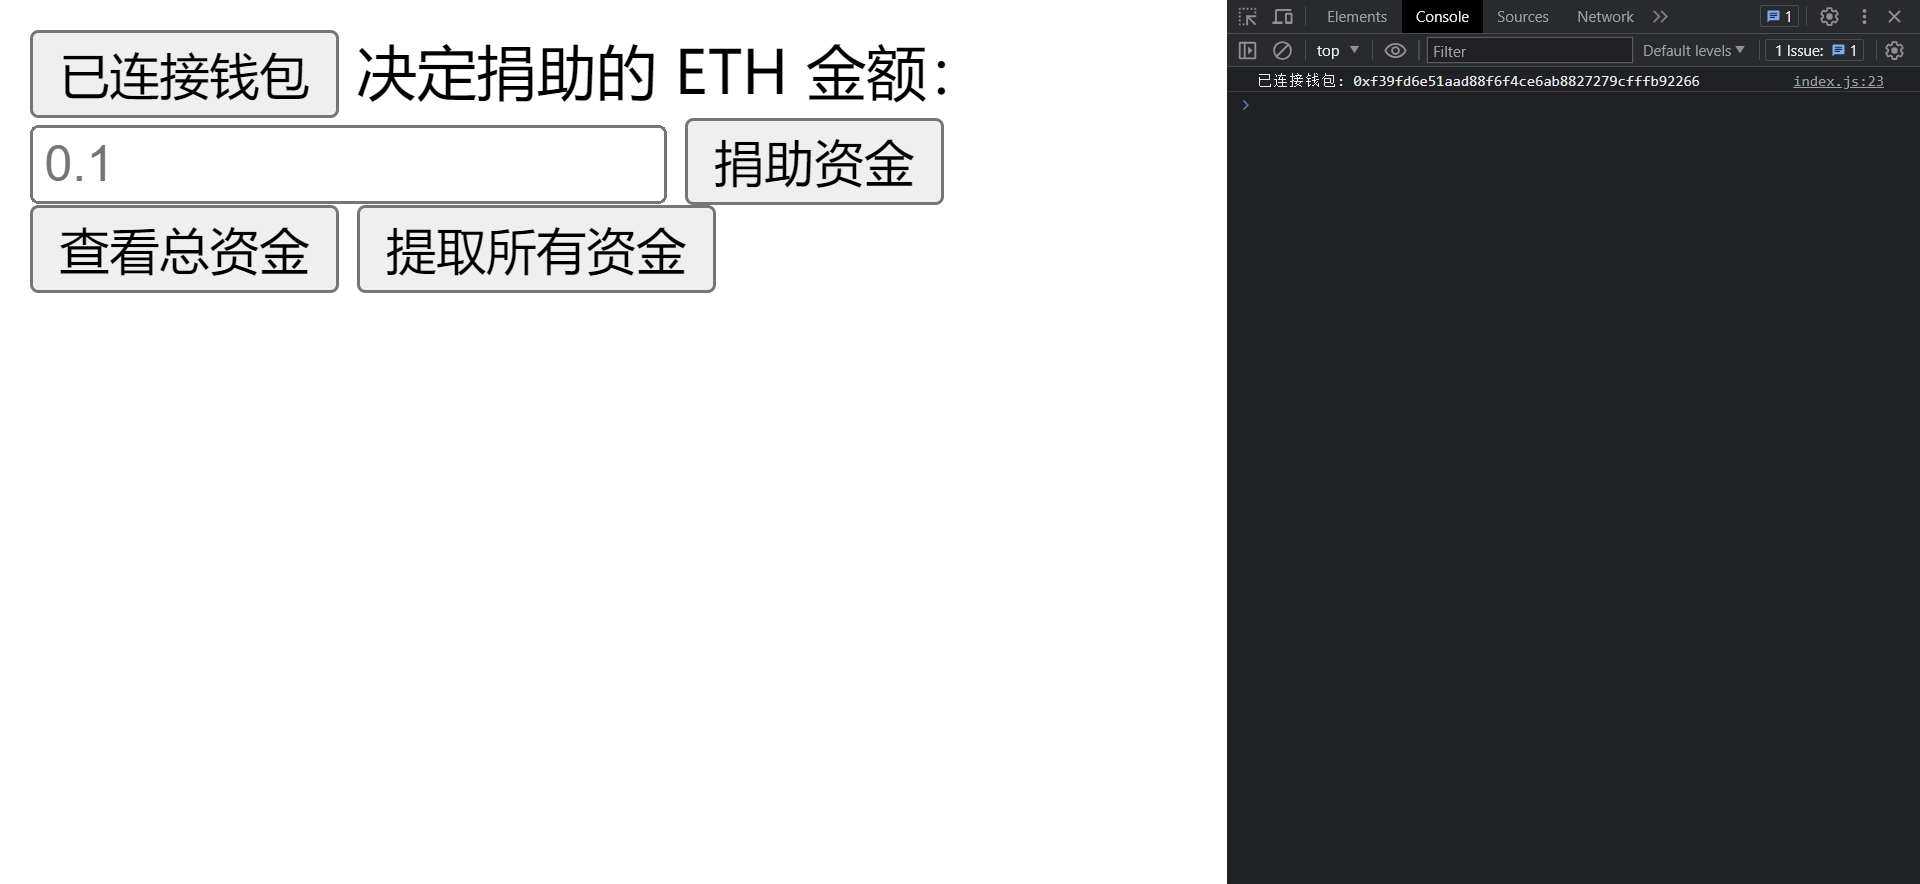 已连接钱包 决定捐助的 ETH 金额：
0.1 捐助资金
查看总资金 提取所有资金
Elements Console Sources Network 1
top Filter Default levels 1 Issue: 1
已连接钱包: 0xf39fd6e51aad88f6f4ce6ab8827279cfffb92266 index.js:23